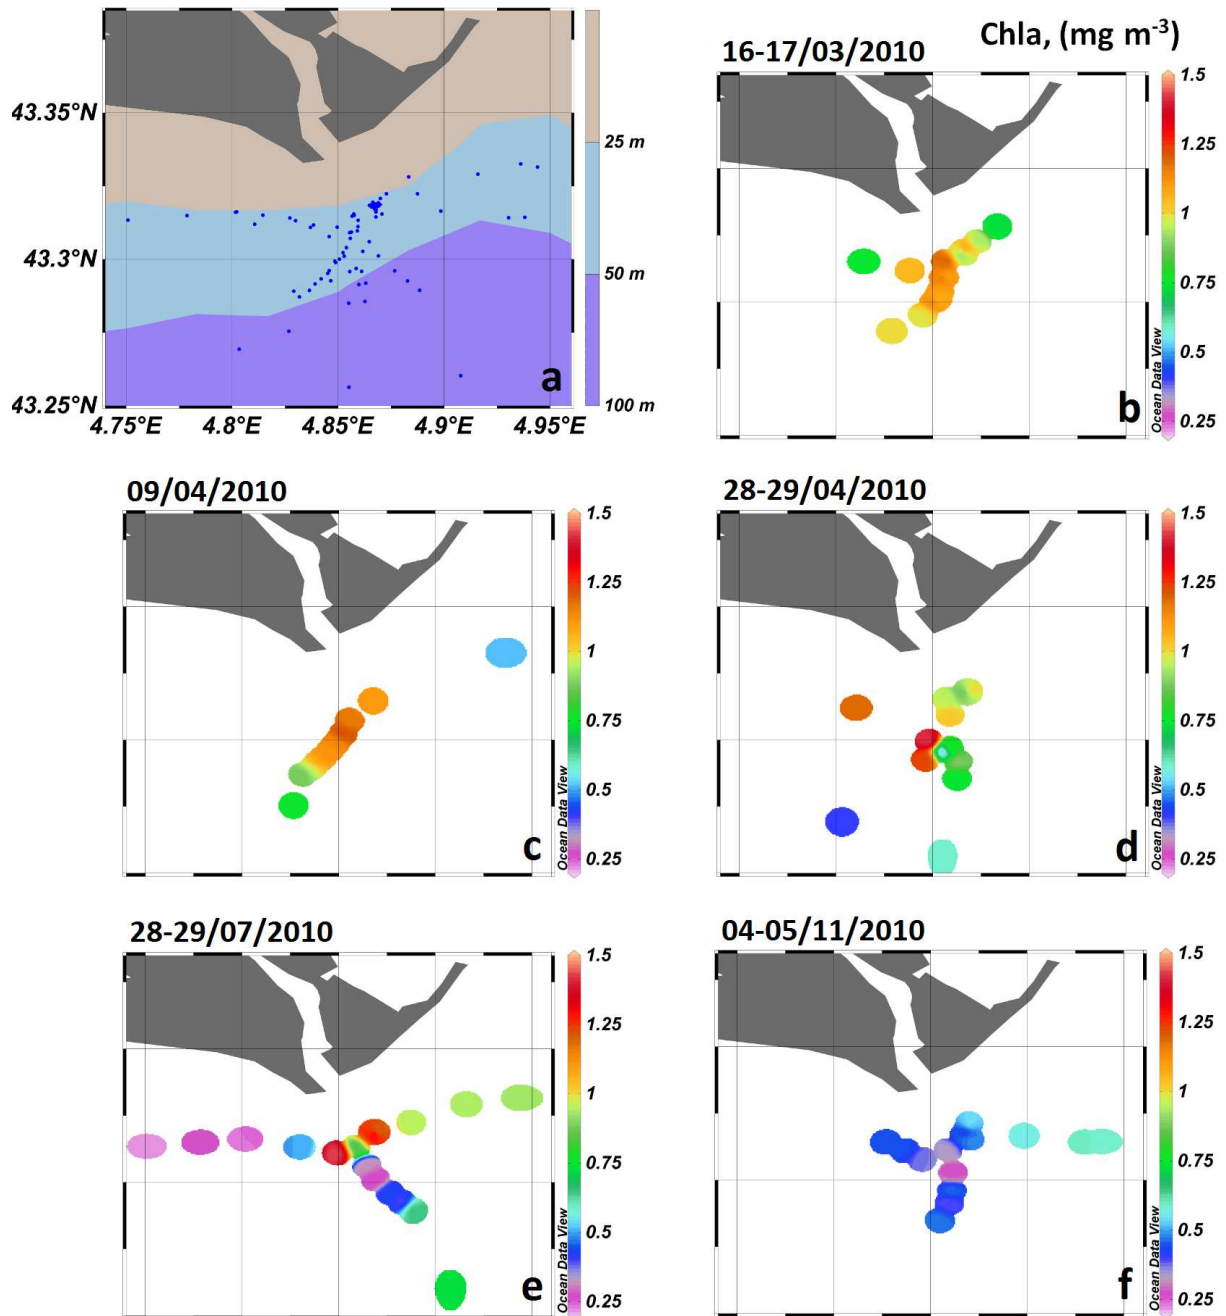 16-17/03/2010
Chla, (mg m-3)
43.35°N
43.3°N
43.25°N
4.75°E
4.8°E
4.85°E
4.9°E
4.95°E
25 m
50 m
100 m
a
1.5
1.25
1
0.75
0.5
0.25
Ocean Data View
b
09/04/2010
1.5
1.25
1
0.75
0.5
0.25
Ocean Data View
c
28-29/04/2010
1.5
1.25
1
0.75
0.5
0.25
Ocean Data View
d
28-29/07/2010
1.5
1.25
1
0.75
0.5
0.25
Ocean Data View
e
04-05/11/2010
1.5
1.25
1
0.75
0.5
0.25
Ocean Data View
f